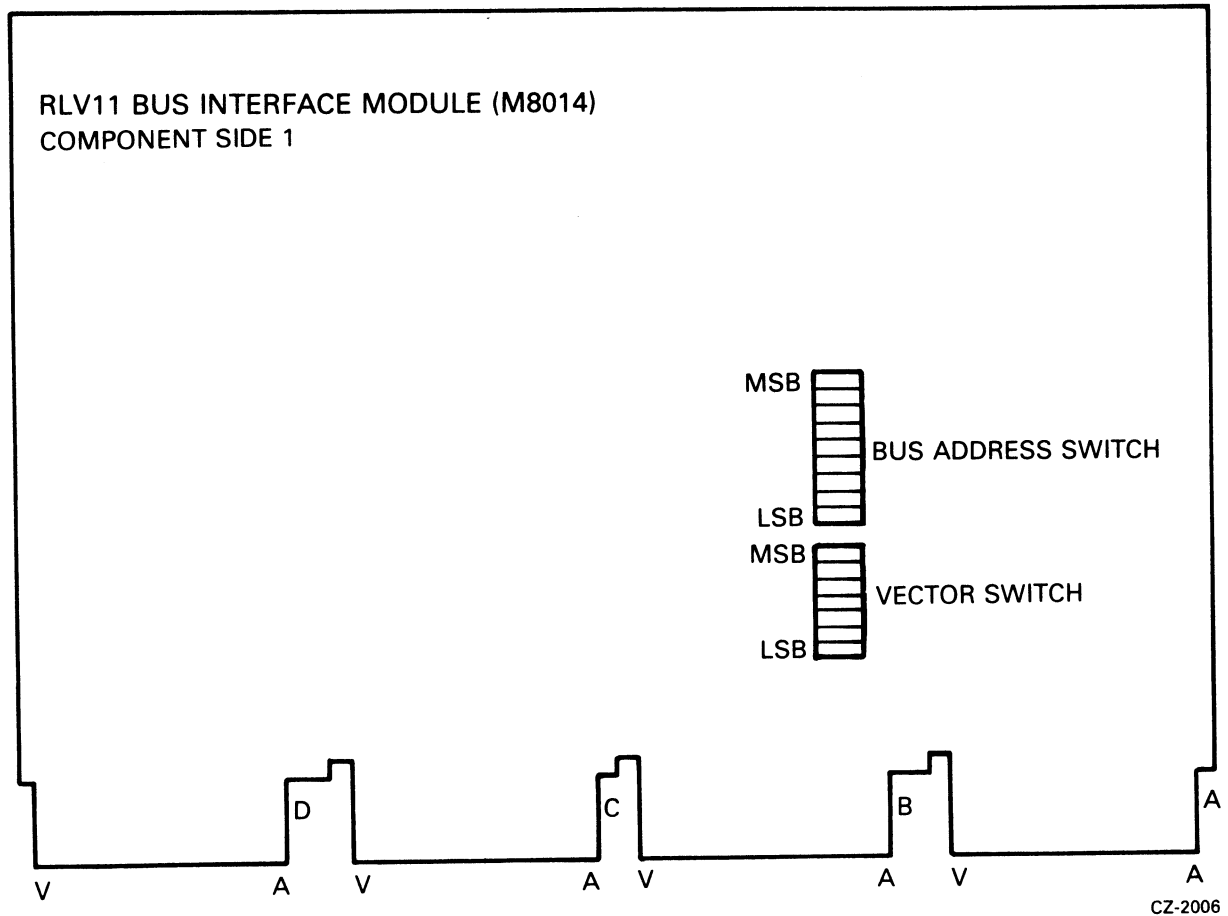 RLV11 BUS INTERFACE MODULE (M8014)
COMPONENT SIDE 1
MSB
BUS ADDRESS SWITCH
LSB
MSB
VECTOR SWITCH
LSB
D
C
B
A
V
A
V
A
V
A
V
A
CZ-2006